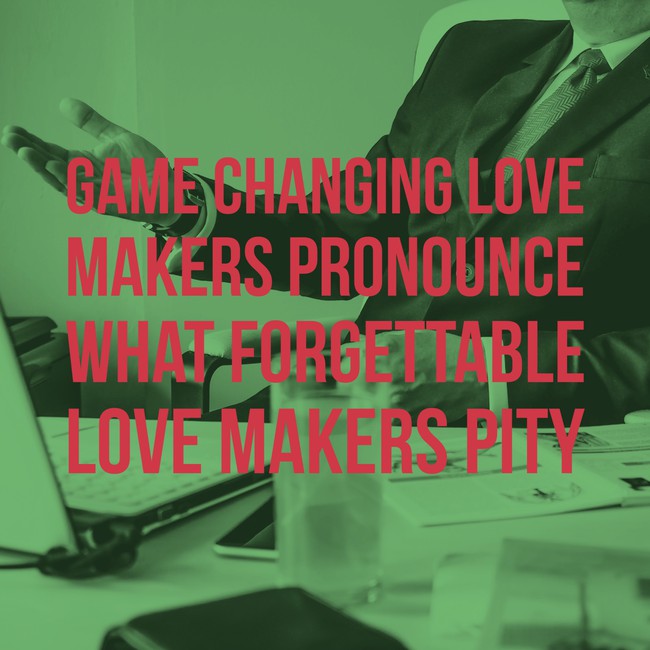 GAME CHANGING LOVE
MAKERS PRONOUNCE
WHAT FORGETTABLE
LOVE MAKERS PITY